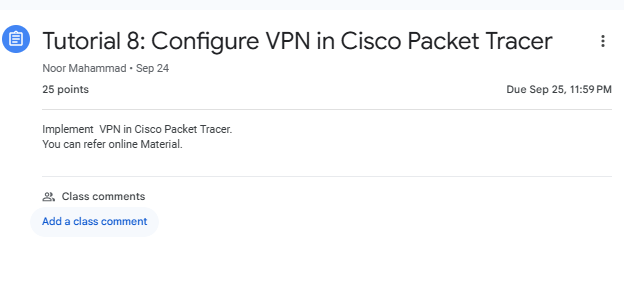 Tutorial 8: Configure VPN in Cisco Packet Tracer
Noor Mahammad • Sep 24
25 points
Due Sep 25, 11:59 PM
Implement  VPN in Cisco Packet Tracer.
You can refer online Material.
Class comments
Add a class comment